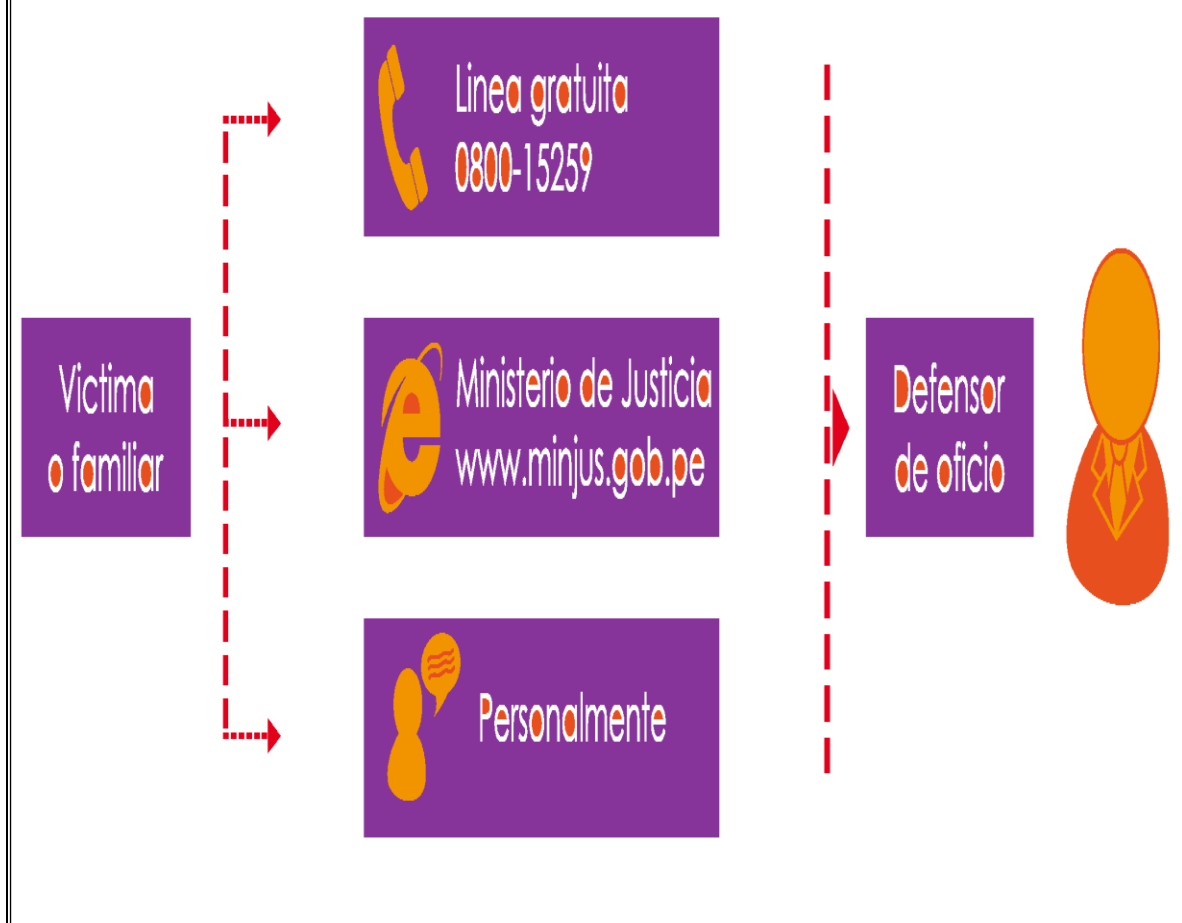 Victima
o familiar
Linea gratuita
0800-15259
Ministerio de Justicia
www.minjus.gob.pe
Personalmente
Defensor
de oficio